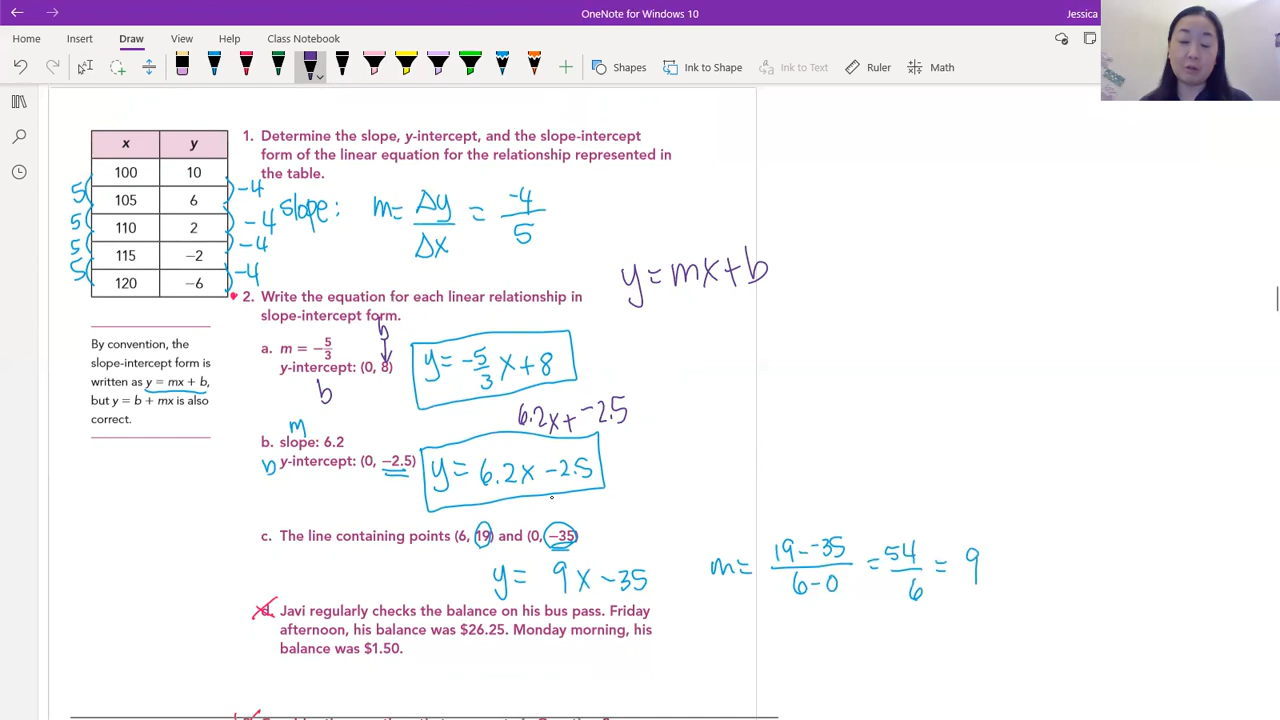 OneNote for Windows 10
Jessica
Home Insert Draw View Help Class Notebook
Shapes Ink to Shape Ink to Text Ruler Math
x y
100 10
105 6
110 2
115 −2
120 −6
5
5
5
5
-4
-4
-4
-4
1. Determine the slope, y-intercept, and the slope-intercept
form of the linear equation for the relationship represented in
the table.
slope: m = Δy/Δx = -4/5
y = mx + b
2. Write the equation for each linear relationship in
slope-intercept form.
By convention, the
slope-intercept form is
written as y = mx + b,
but y = b + mx is also
correct.
b
a. m = −5/3
y-intercept: (0, 8)
b
y = -5/3 x + 8
6.2x + -2.5
m
b. slope: 6.2
b y-intercept: (0, −2.5)
y = 6.2x - 2.5
c. The line containing points (6, 19) and (0, −35)
y = 9x - 35
m = 19 - -35 / 6 - 0 = 54/6 = 9
d. Javi regularly checks the balance on his bus pass. Friday
afternoon, his balance was $26.25. Monday morning, his
balance was $1.50.